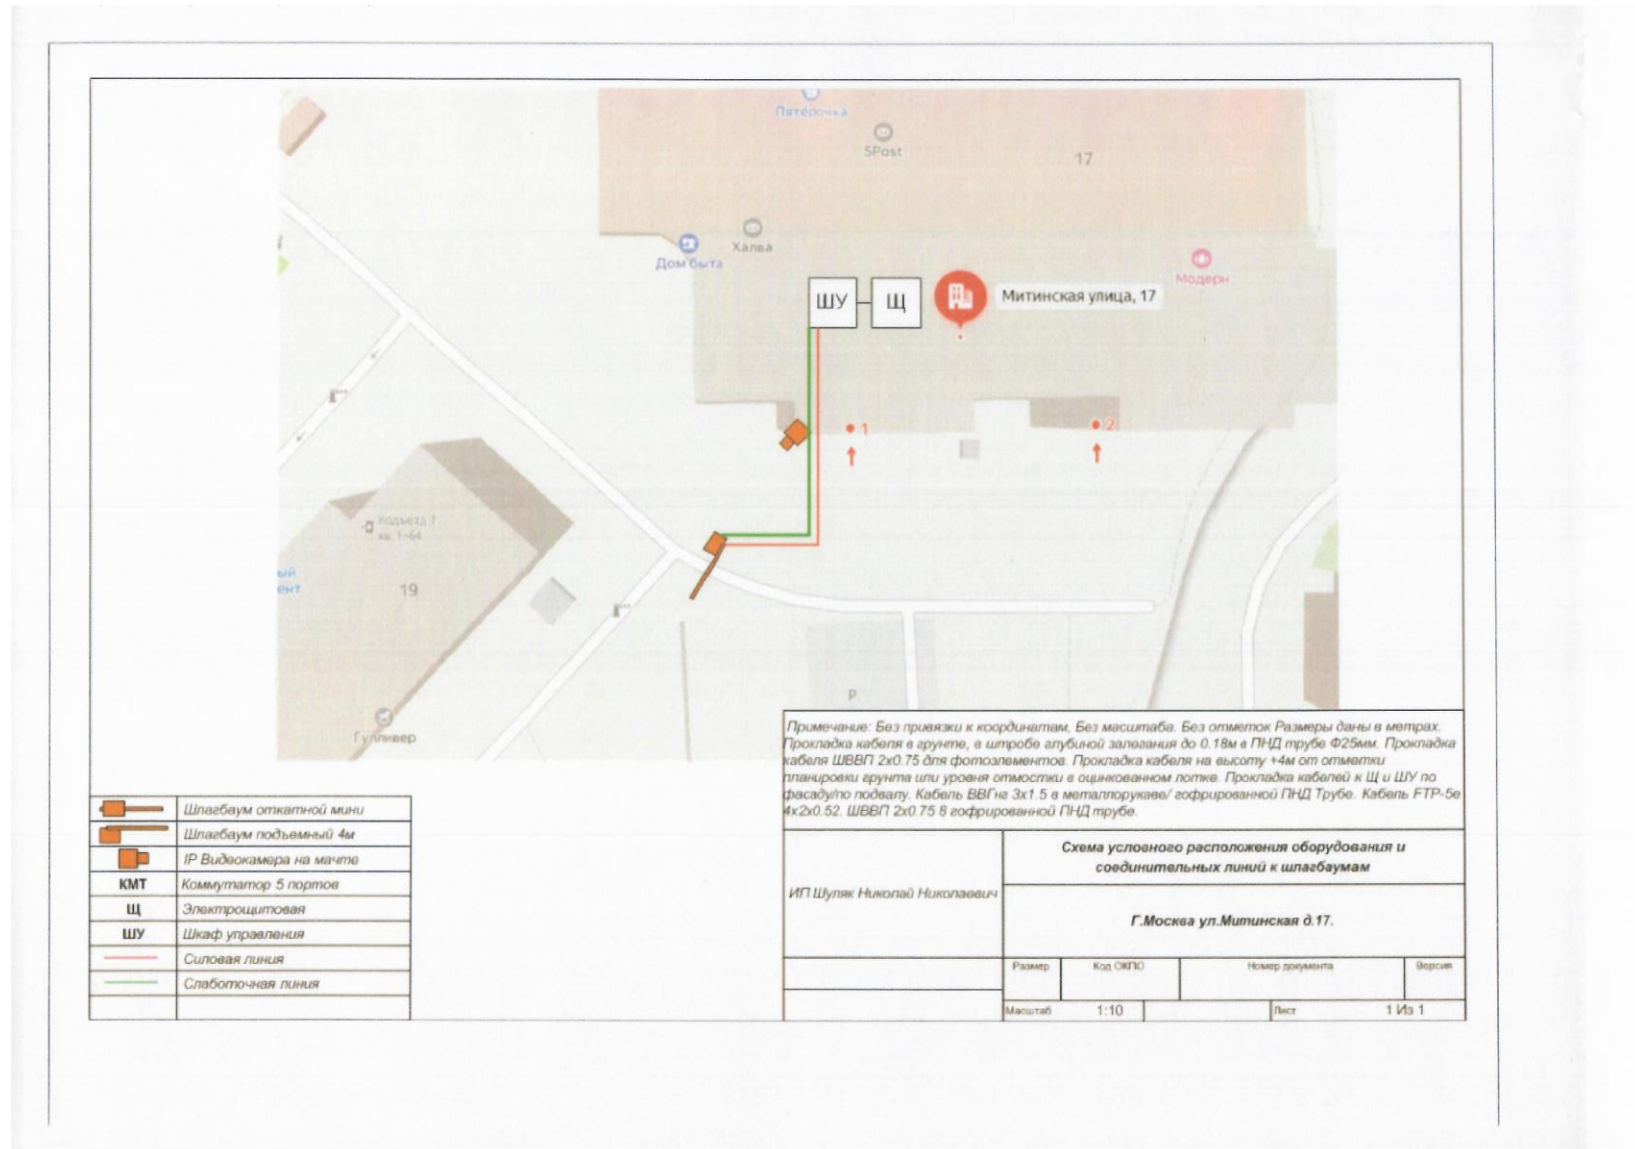 Пятёрочка
5Post
17
Халва
Дом быта
Модерн
ШУ
Щ
Митинская улица, 17
1
2
подъезд 1
кв. 1–64
ый
ент
19
Р
Гулливер
Примечание: Без привязки к координатам, Без масштаба. Без отметок Размеры даны в метрах.
Прокладка кабеля в грунте, в штробе глубиной залегания до 0.18м в ПНД трубе Ф25мм. Прокладка
кабеля ШВВП 2х0.75 для фотоэлементов. Прокладка кабеля на высоту +4м от отметки
планировки грунта или уровня отмостки в оцинкованном лотке. Прокладка кабелей к Щ и ШУ по
фасаду/по подвалу. Кабель ВВГнг 3х1.5 в металлорукаве/ гофрированной ПНД Трубе. Кабель FTP-5е
4х2х0.52. ШВВП 2х0.75 В гофрированной ПНД трубе.
Шлагбаум откатной мини
Шлагбаум подъемный 4м
IP Видеокамера на мачте
КМТ Коммутатор 5 портов
Щ Электрощитовая
ШУ Шкаф управления
Силовая линия
Слаботочная линия
ИП Шуляк Николай Николаевич
Схема условного расположения оборудования и
соединительных линий к шлагбаумам
Г.Москва ул.Митинская д.17.
Размер Код ОКПО Номер документа Версия
Масштаб 1:10 Лист 1 Из 1